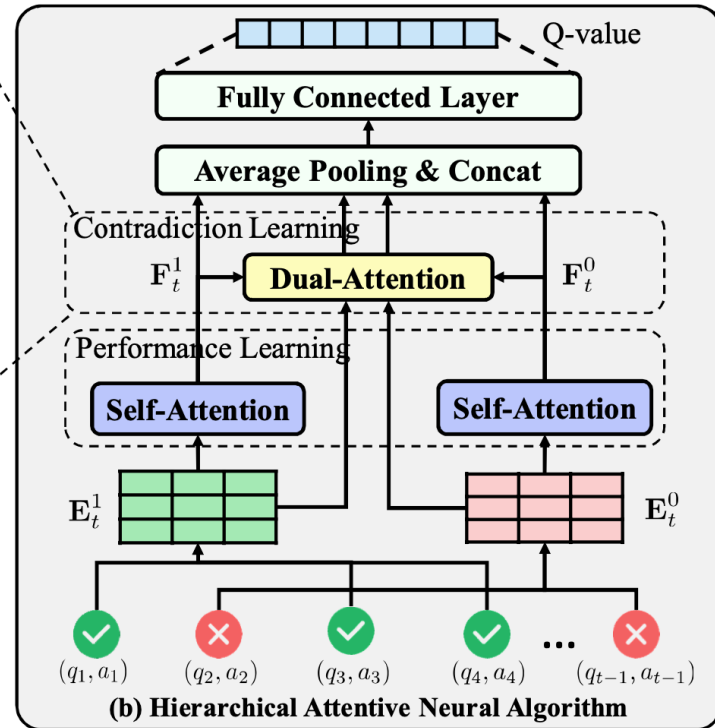 Q-value
Fully Connected Layer
Average Pooling & Concat
Contradiction Learning
F_t^1
Dual-Attention
F_t^0
Performance Learning
Self-Attention
Self-Attention
E_t^1
E_t^0
...
(q_1, a_1)
(q_2, a_2)
(q_3, a_3)
(q_4, a_4)
(q_{t-1}, a_{t-1})
(b) Hierarchical Attentive Neural Algorithm